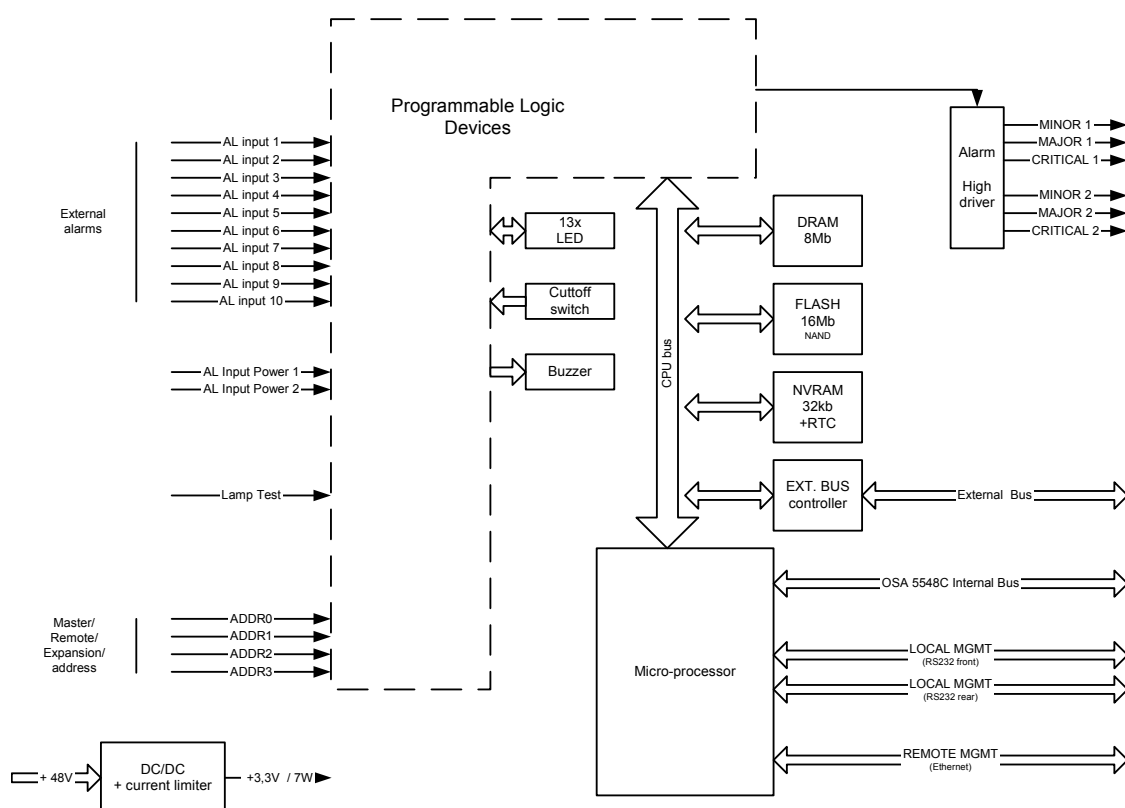 Programmable Logic
Devices
External
alarms
AL input 1
AL input 2
AL input 3
AL input 4
AL input 5
AL input 6
AL input 7
AL input 8
AL input 9
AL input 10
AL Input Power 1
AL Input Power 2
Lamp Test
Master/
Remote/
Expansion/
address
ADDR0
ADDR1
ADDR2
ADDR3
+ 48V
DC/DC
+ current limiter
+3,3V / 7W
13x
LED
Cuttoff
switch
Buzzer
CPU bus
DRAM
8Mb
FLASH
16Mb
NAND
NVRAM
32kb
+RTC
EXT. BUS
controller
External Bus
Alarm
High
driver
MINOR 1
MAJOR 1
CRITICAL 1
MINOR 2
MAJOR 2
CRITICAL 2
Micro-processor
OSA 5548C Internal Bus
LOCAL MGMT
(RS232 front)
LOCAL MGMT
(RS232 rear)
REMOTE MGMT
(Ethernet)